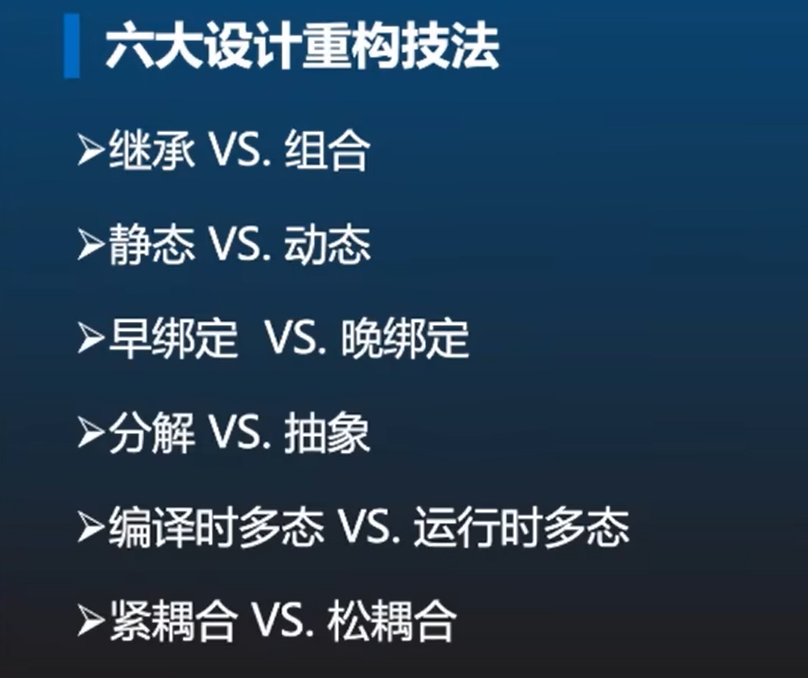 六大设计重构技法
➢继承 VS. 组合
➢静态 VS. 动态
➢早绑定 VS. 晚绑定
➢分解 VS. 抽象
➢编译时多态 VS. 运行时多态
➢紧耦合 VS. 松耦合